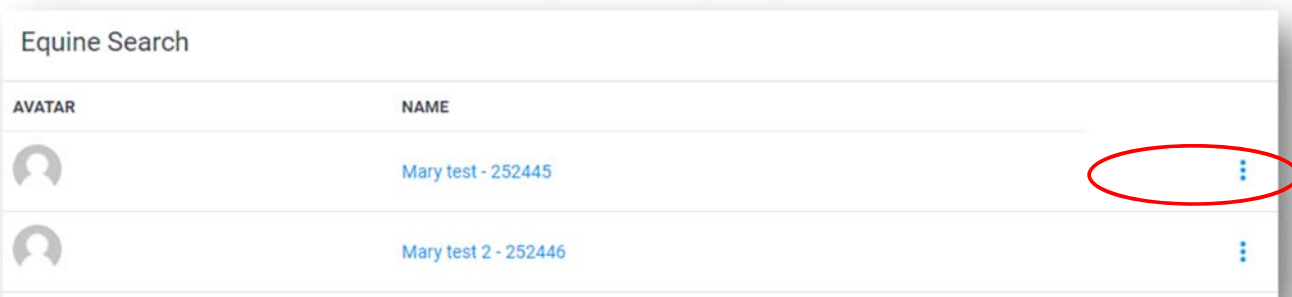 Equine Search
AVATAR NAME
Mary test - 252445
Mary test 2 - 252446